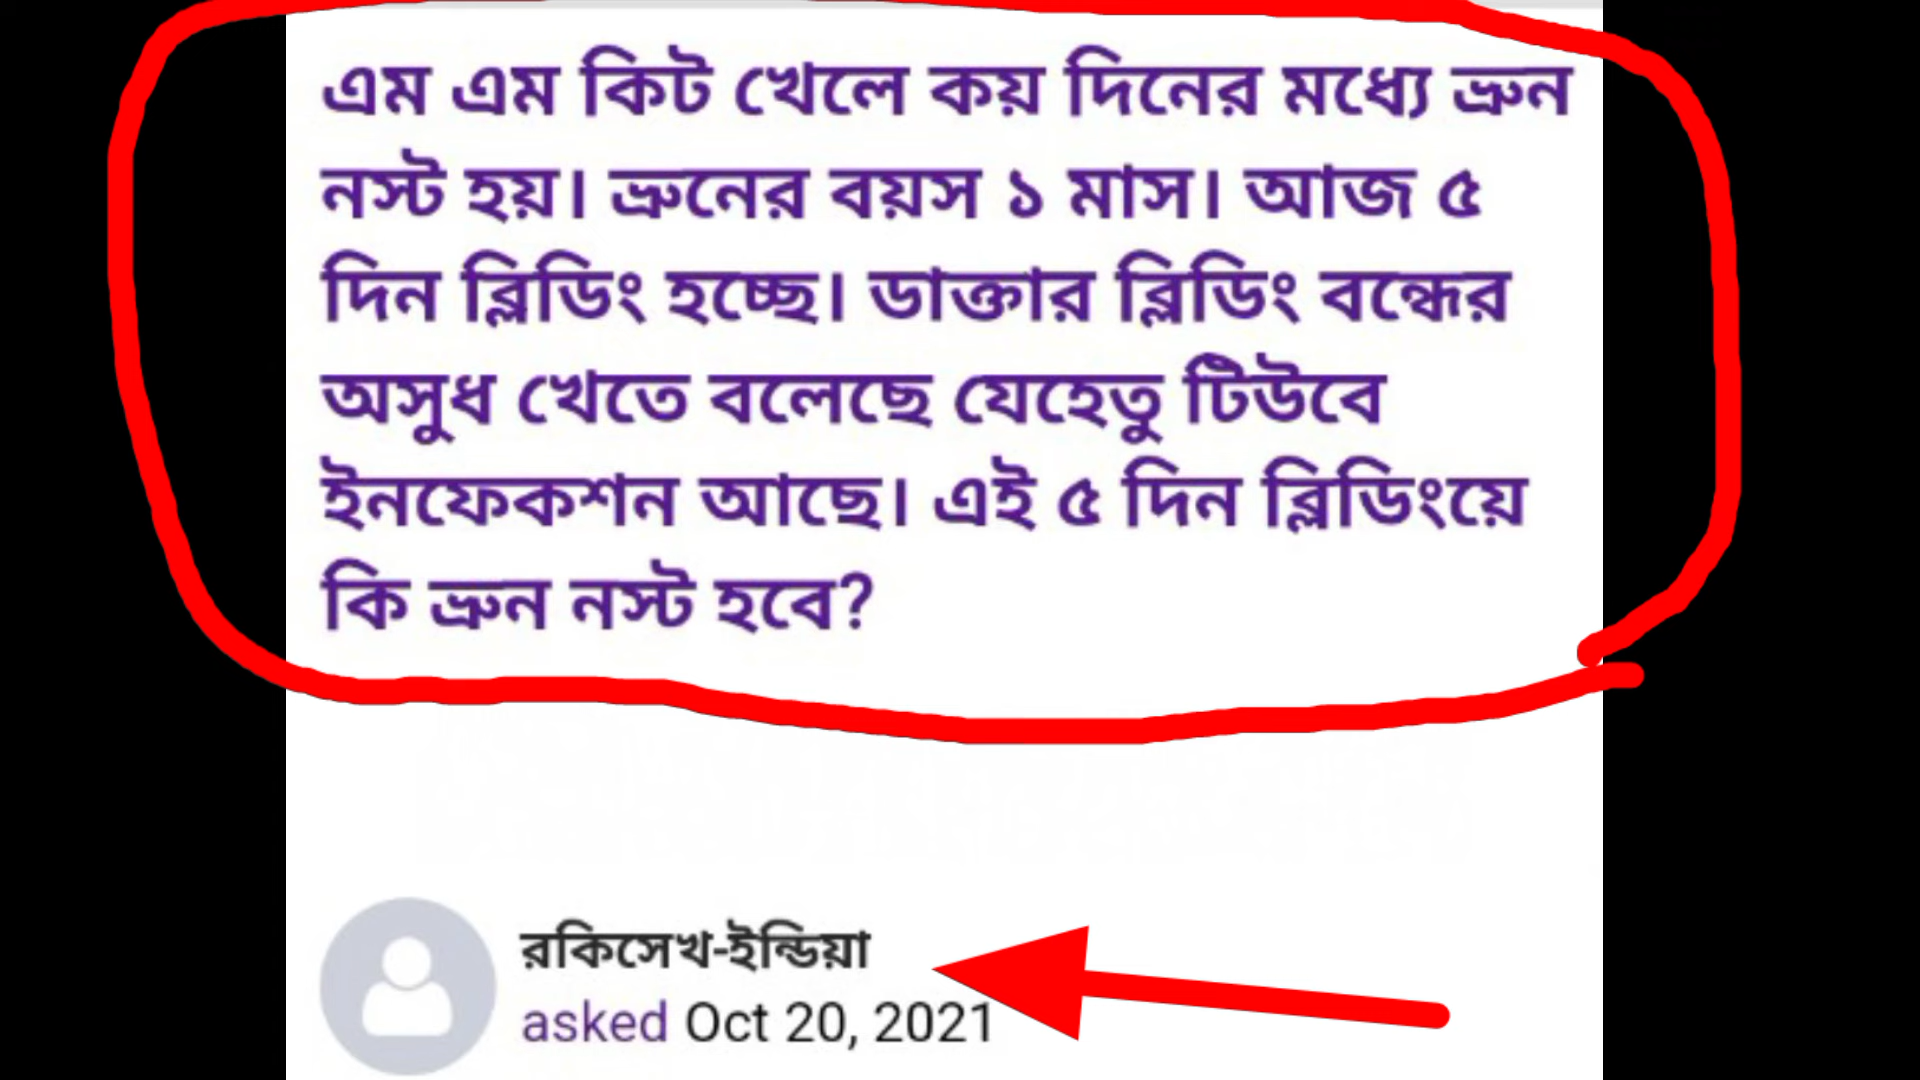 এম এম কিট খেলে কয় দিনের মধ্যে ভ্রুন
নস্ট হয়। ভ্রুনের বয়স ১ মাস। আজ ৫
দিন ব্লিডিং হচ্ছে। ডাক্তার ব্লিডিং বন্ধের
অসুধ খেতে বলেছে যেহেতু টিউবে
ইনফেকশন আছে। এই ৫ দিন ব্লিডিংয়ে
কি ভ্রুন নস্ট হবে?
রকিসেখ-ইন্ডিয়া
asked Oct 20, 2021